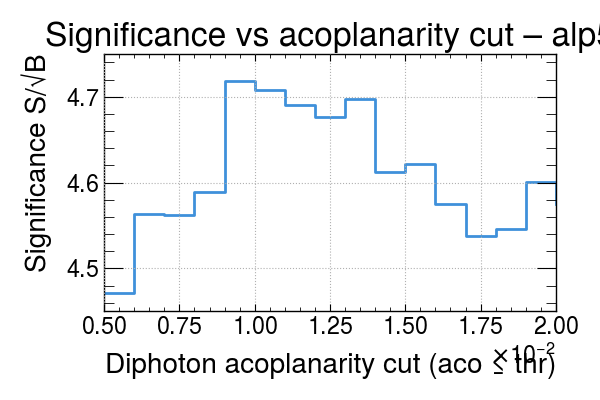 Significance vs acoplanarity cut – alp5
Significance S/√B
4.7
4.6
4.5
0.50 0.75 1.00 1.25 1.50 1.75 2.00
×10⁻²
Diphoton acoplanarity cut (aco ≤ thr)